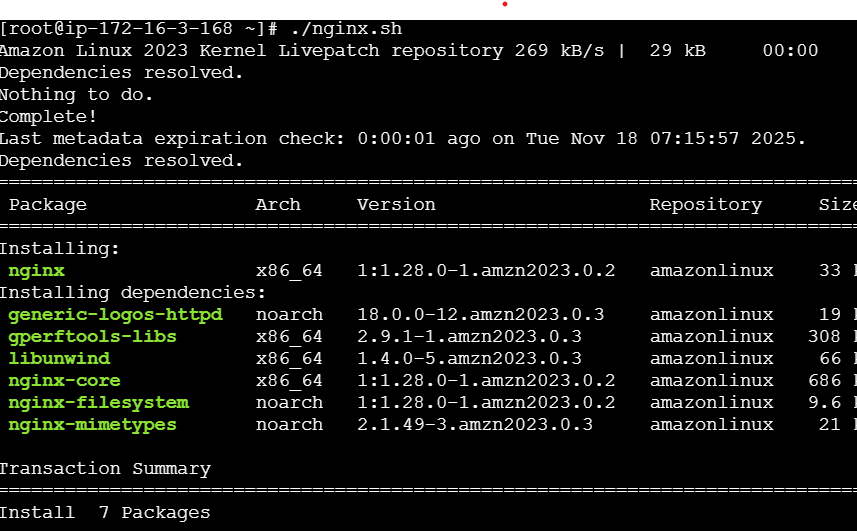 [root@ip-172-16-3-168 ~]# ./nginx.sh
Amazon Linux 2023 Kernel Livepatch repository 269 kB/s |  29 kB     00:00
Dependencies resolved.
Nothing to do.
Complete!
Last metadata expiration check: 0:00:01 ago on Tue Nov 18 07:15:57 2025.
Dependencies resolved.
================================================================================
Package Arch Version Repository Size
================================================================================
Installing:
nginx x86_64 1:1.28.0-1.amzn2023.0.2 amazonlinux 33
Installing dependencies:
generic-logos-httpd noarch 18.0.0-12.amzn2023.0.3 amazonlinux 19
gperftools-libs x86_64 2.9.1-1.amzn2023.0.3 amazonlinux 308
libunwind x86_64 1.4.0-5.amzn2023.0.3 amazonlinux 66
nginx-core x86_64 1:1.28.0-1.amzn2023.0.2 amazonlinux 686
nginx-filesystem noarch 1:1.28.0-1.amzn2023.0.2 amazonlinux 9.6
nginx-mimetypes noarch 2.1.49-3.amzn2023.0.3 amazonlinux 21
Transaction Summary
================================================================================
Install  7 Packages